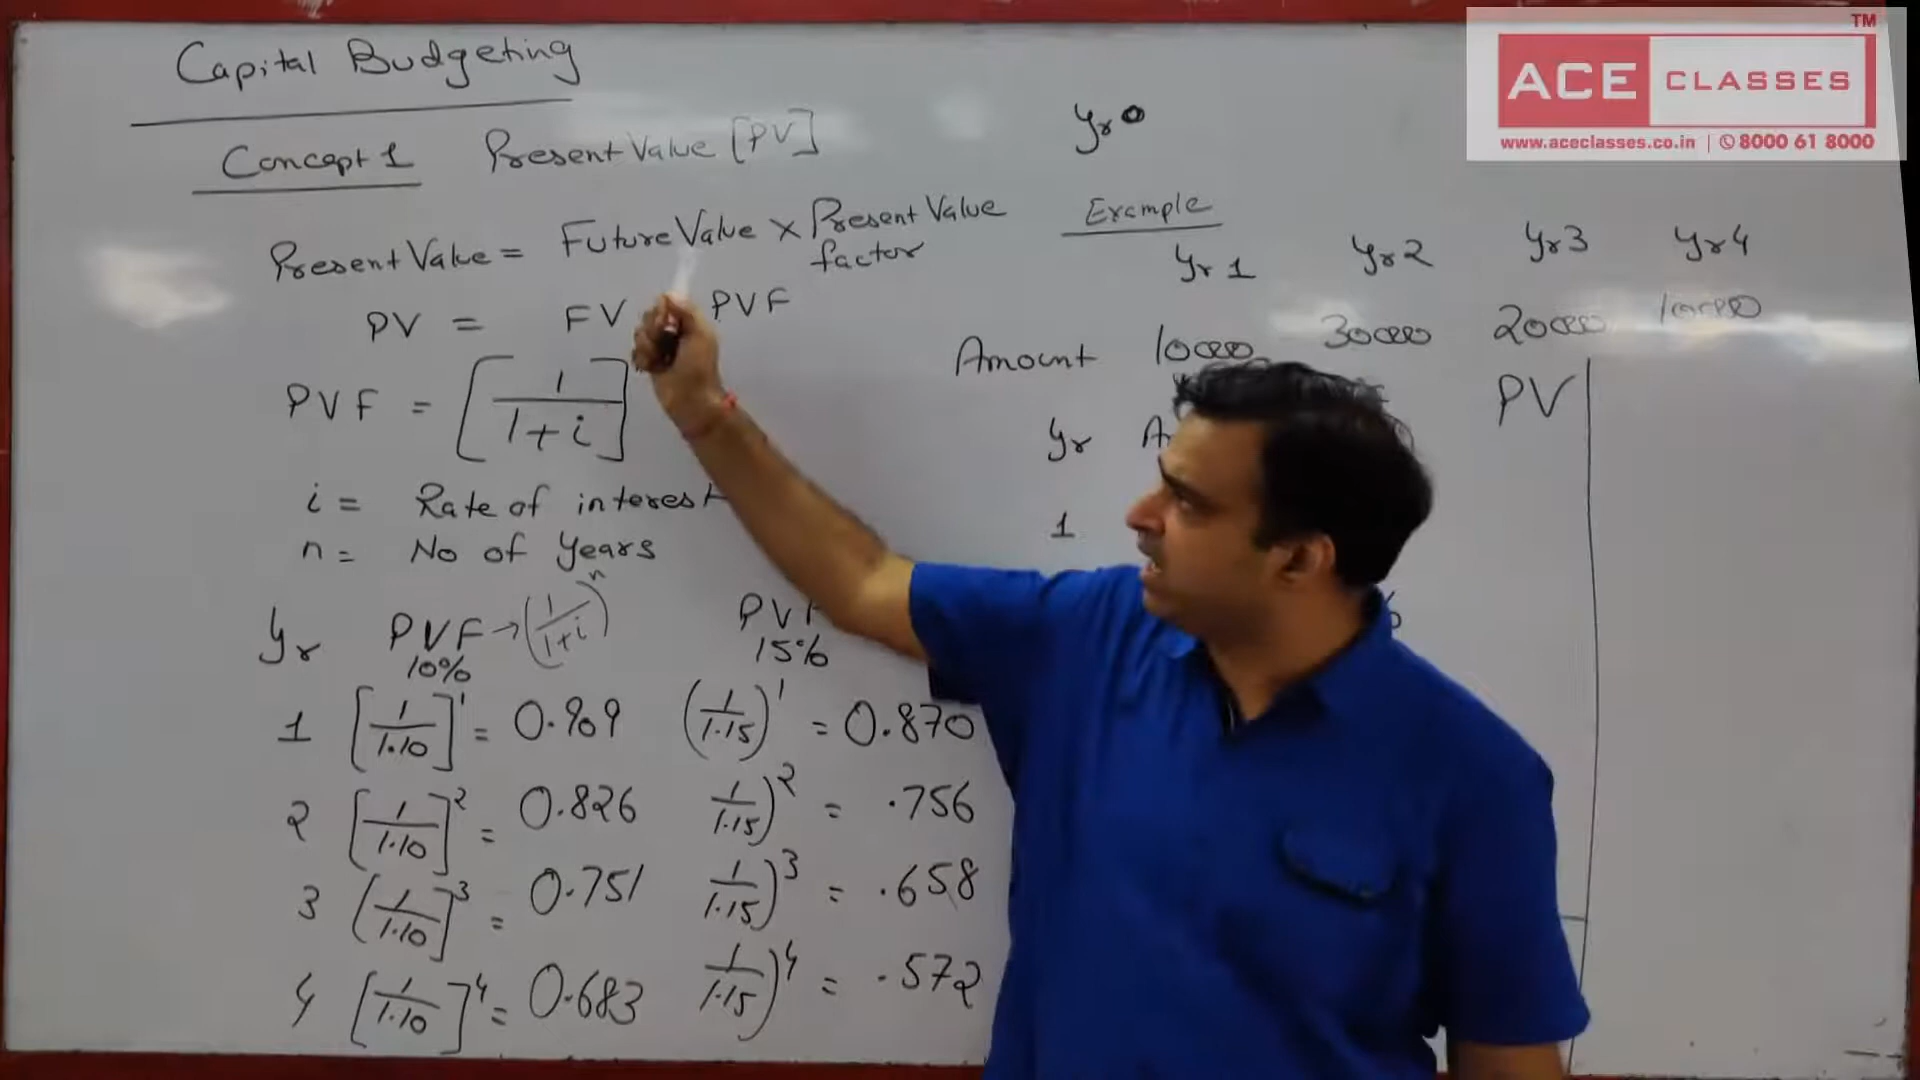 Capital Budgeting
Concept 1 Present Value [PV]
Present Value = Future Value × Present Value factor
PV = FV PVF
PVF = [1/1+i]
i = Rate of interest
n = No of years
yr PVF → (1/1+i)^n PVF
10% 15%
1 [1/1.10]^1 = 0.909 (1/1.15)^1 = 0.870
2 [1/1.10]^2 = 0.826 1/1.15)^2 = .756
3 (1/1.10]^3 = 0.751 1/1.15)^3 = .658
4 [1/1.10]^4 = 0.683 1/1.15)^4 = .572
yr 0
Example
yr 1 yr 2 yr 3 yr 4
Amount 10000 30000 20000 10000
yr PV
1
TM
ACE CLASSES
www.aceclasses.co.in | 8000 61 8000